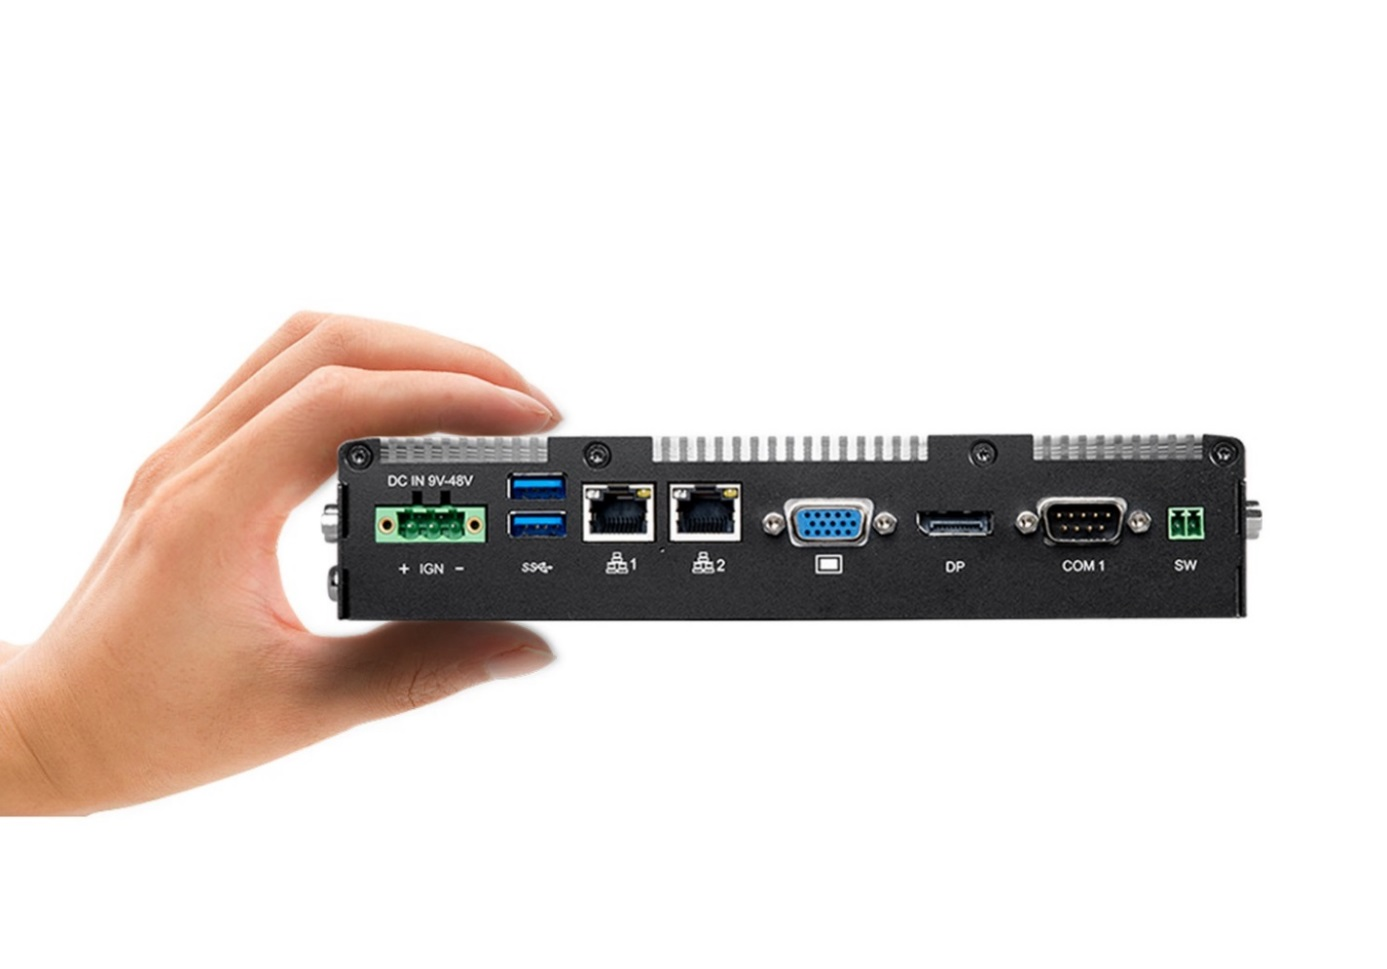 DC IN 9V-48V
+ IGN -
SS
1
2
DP
COM 1
SW